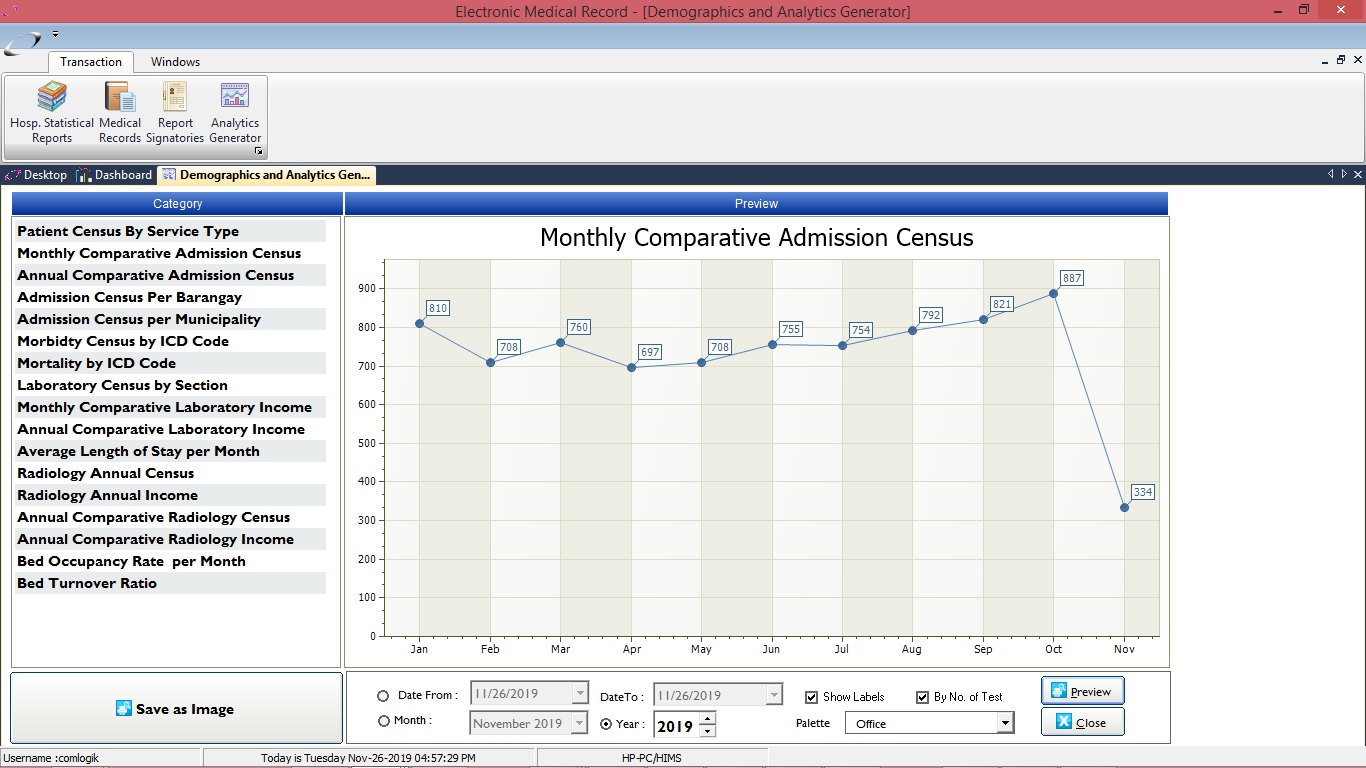 Electronic Medical Record - [Demographics and Analytics Generator]
Transaction Windows
Hosp. Statistical Reports
Medical Records
Report Signatories
Analytics Generator
Desktop Dashboard Demographics and Analytics Gen...
Category
Preview
Patient Census By Service Type
Monthly Comparative Admission Census
Annual Comparative Admission Census
Admission Census Per Barangay
Admission Census per Municipality
Morbidty Census by ICD Code
Mortality by ICD Code
Laboratory Census by Section
Monthly Comparative Laboratory Income
Annual Comparative Laboratory Income
Average Length of Stay per Month
Radiology Annual Census
Radiology Annual Income
Annual Comparative Radiology Census
Annual Comparative Radiology Income
Bed Occupancy Rate  per Month
Bed Turnover Ratio
Monthly Comparative Admission Census
900
800
700
600
500
400
300
200
100
0
810
708
760
697
708
755
754
792
821
887
334
Jan Feb Mar Apr May Jun Jul Aug Sep Oct Nov
Save as Image
Date From : 11/26/2019 DateTo : 11/26/2019 Show Labels By No. of Test Preview
Month : November 2019 Year : 2019 Palette Office Close
Username :comlogik Today is Tuesday Nov-26-2019 04:57:29 PM HP-PC/HIMS